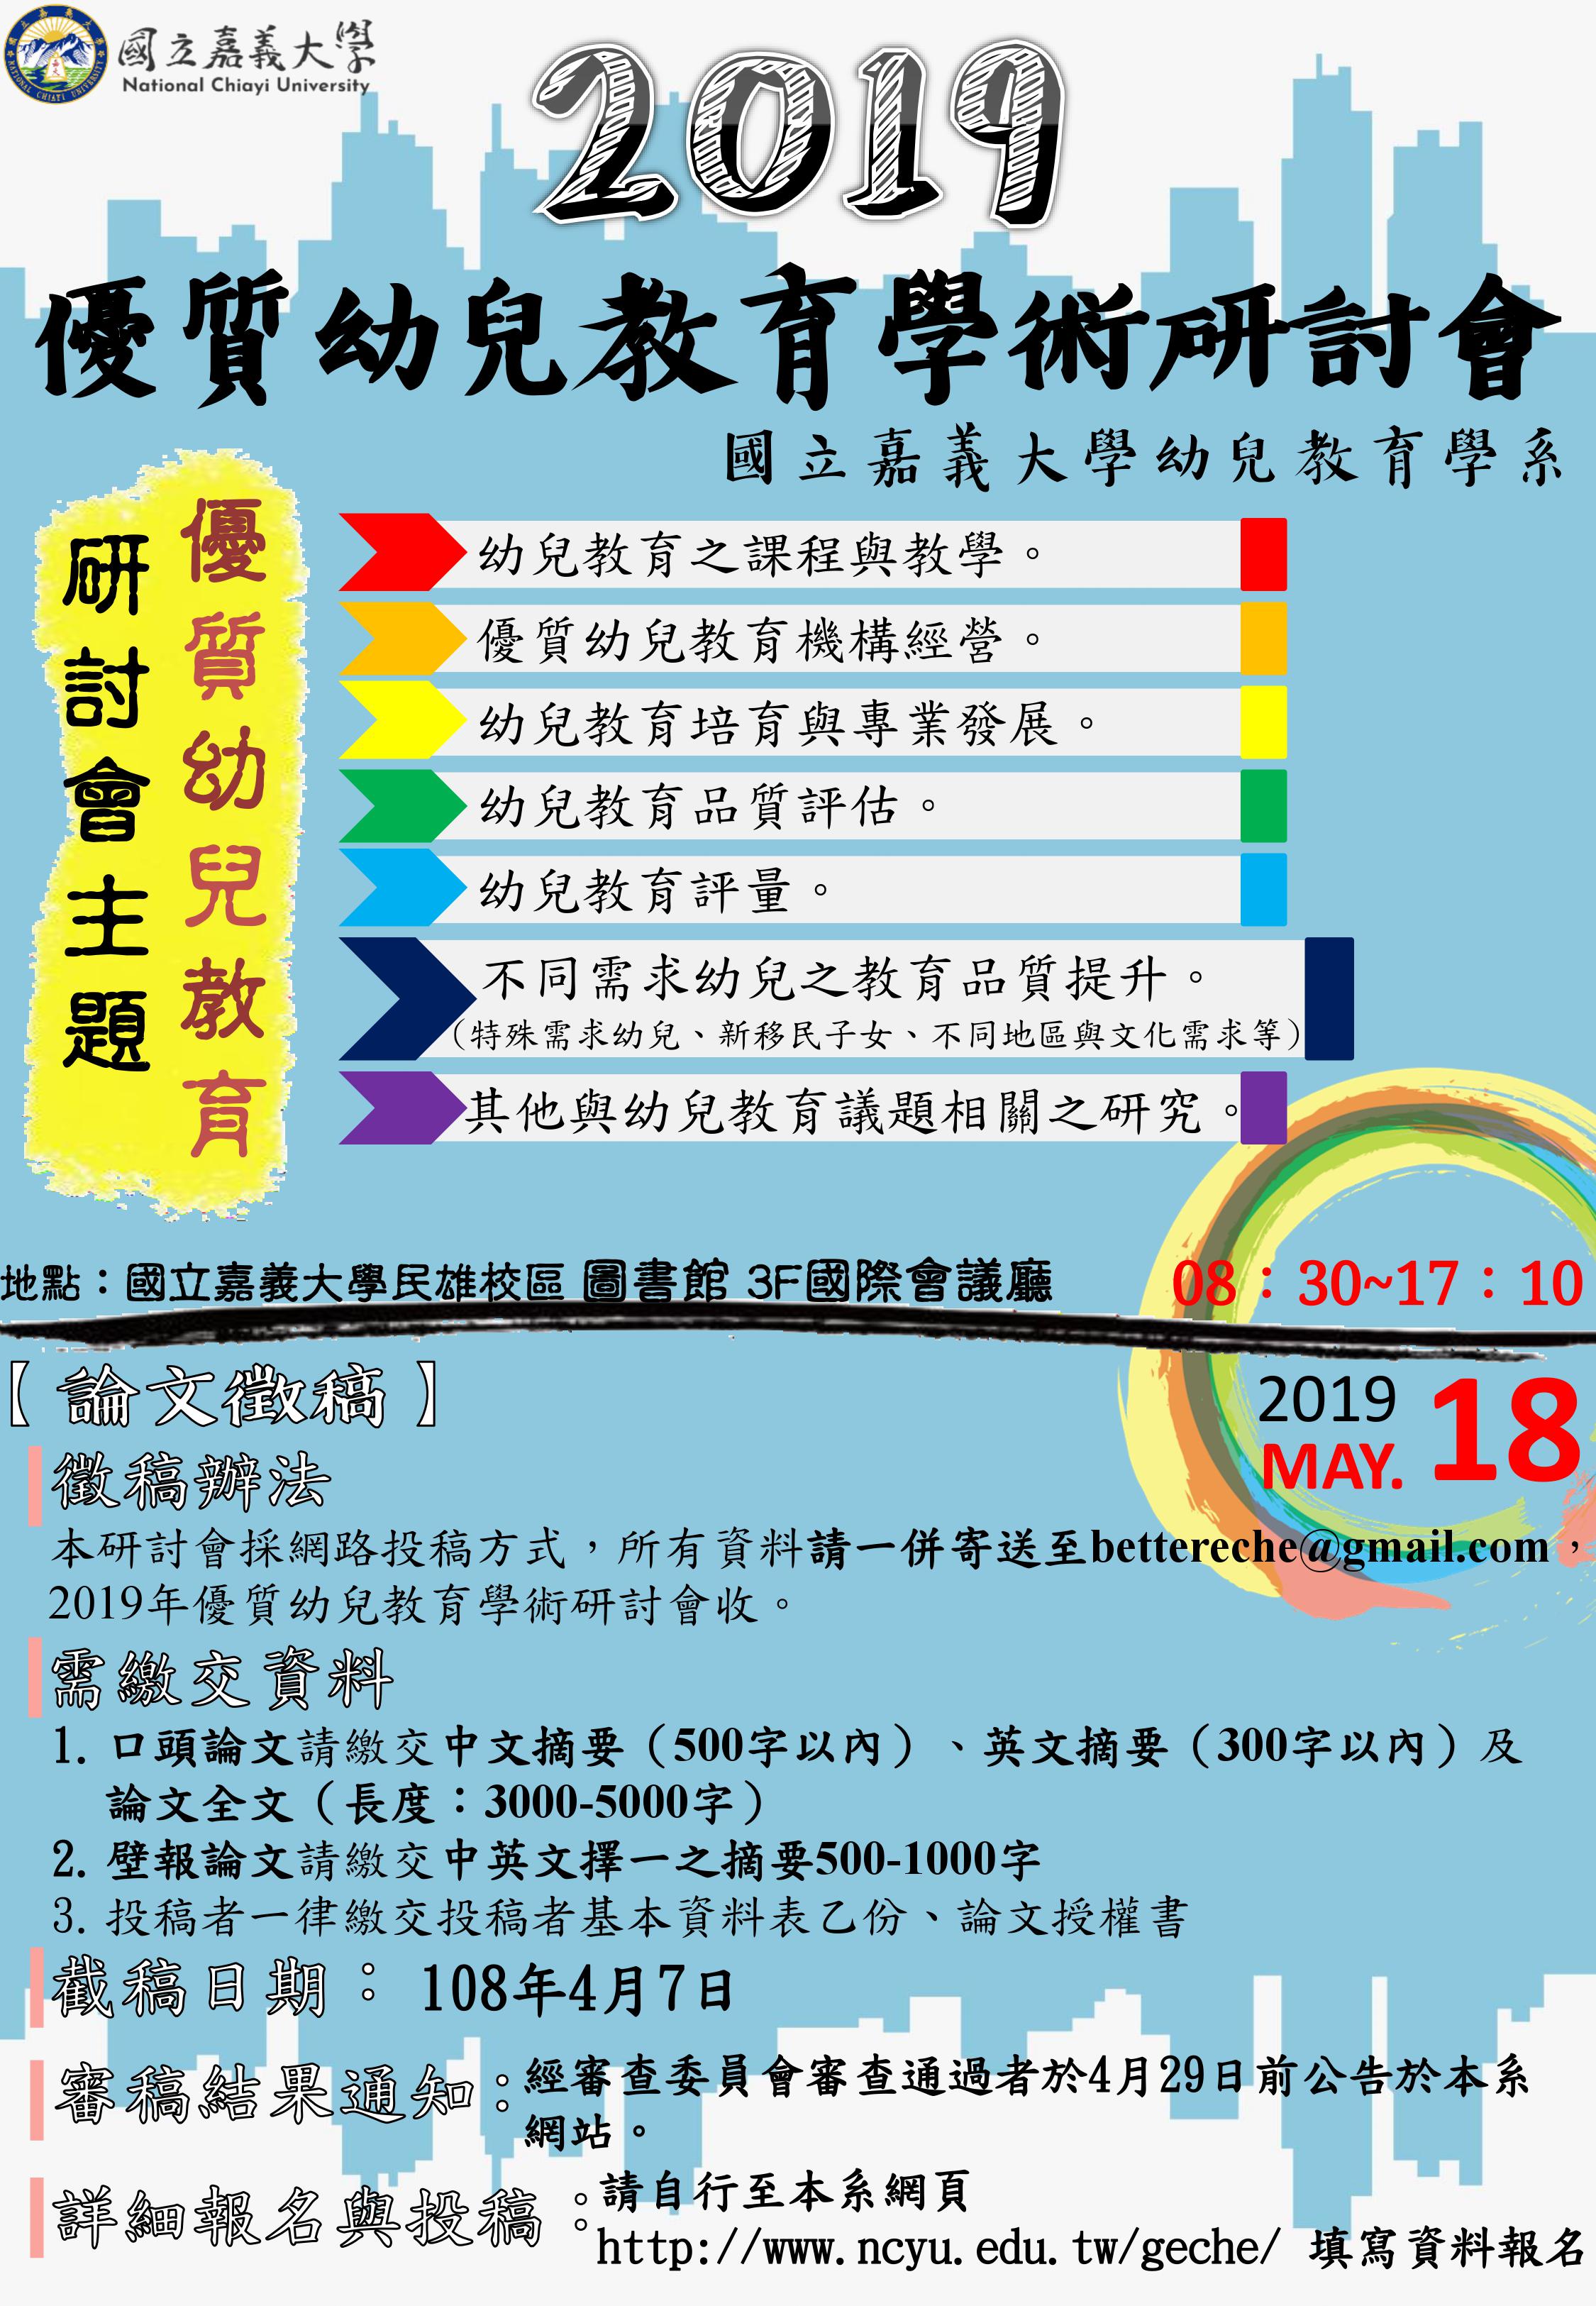 國立嘉義大學
National Chiayi University
2019
優質幼兒教育學術研討會
國立嘉義大學幼兒教育學系
優質幼兒教育
研討會主題
幼兒教育之課程與教學。
優質幼兒教育機構經營。
幼兒教育培育與專業發展。
幼兒教育品質評估。
幼兒教育評量。
不同需求幼兒之教育品質提升。
（特殊需求幼兒、新移民子女、不同地區與文化需求等）
其他與幼兒教育議題相關之研究。
地點：國立嘉義大學民雄校區 圖書館 3F國際會議廳
08：30~17：10
2019
MAY. 18
【論文徵稿】
徵稿辦法
本研討會採網路投稿方式，所有資料請一併寄送至bettereche@gmail.com，
2019年優質幼兒教育學術研討會收。
需繳交資料
1. 口頭論文請繳交中文摘要（500字以內）、英文摘要（300字以內）及
論文全文（長度：3000-5000字）
2. 壁報論文請繳交中英文擇一之摘要500-1000字
3. 投稿者一律繳交投稿者基本資料表乙份、論文授權書
截稿日期： 108年4月7日
審稿結果通知：經審查委員會審查通過者於4月29日前公告於本系
網站。
詳細報名與投稿：請自行至本系網頁
http://www.ncyu.edu.tw/geche/ 填寫資料報名